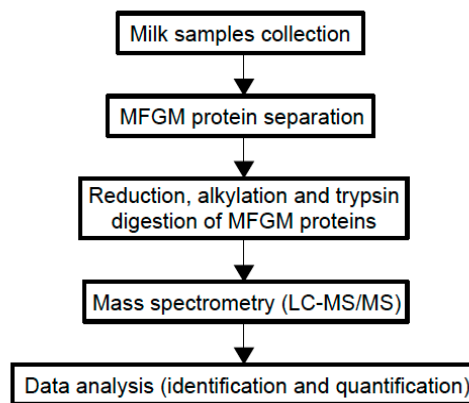 Milk samples collection
MFGM protein separation
Reduction, alkylation and trypsin
digestion of MFGM proteins
Mass spectrometry (LC-MS/MS)
Data analysis (identification and quantification)